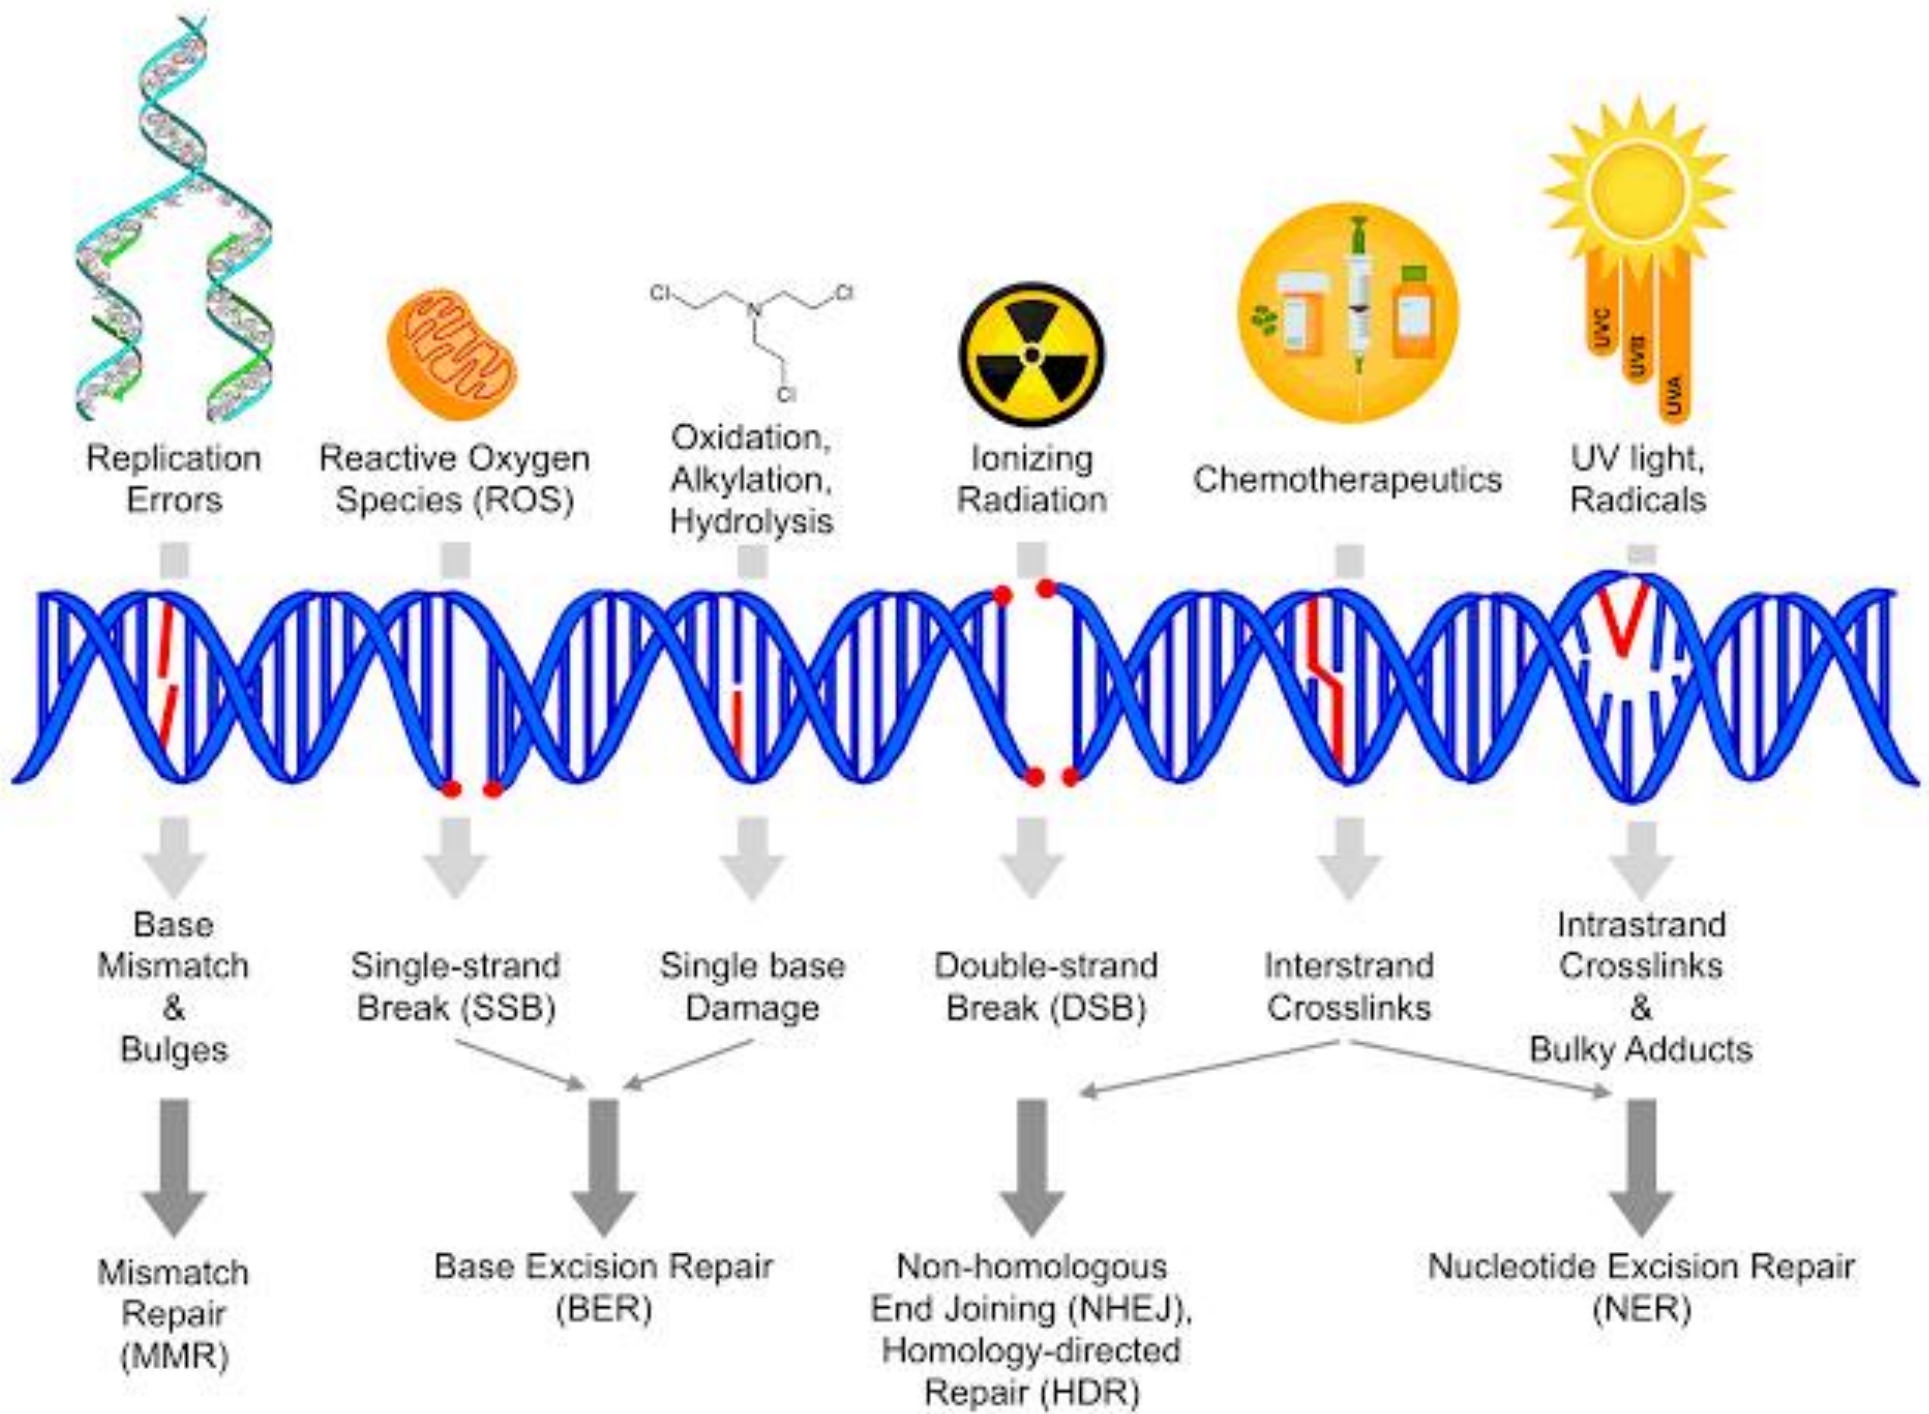 Cl
N
Cl
Cl
UVC
UVB
UVA
Replication
Errors
Reactive Oxygen
Species (ROS)
Oxidation,
Alkylation,
Hydrolysis
Ionizing
Radiation
Chemotherapeutics
UV light,
Radicals
Base
Mismatch
&
Bulges
Single-strand
Break (SSB)
Single base
Damage
Double-strand
Break (DSB)
Interstrand
Crosslinks
Intrastrand
Crosslinks
&
Bulky Adducts
Mismatch
Repair
(MMR)
Base Excision Repair
(BER)
Non-homologous
End Joining (NHEJ),
Homology-directed
Repair (HDR)
Nucleotide Excision Repair
(NER)